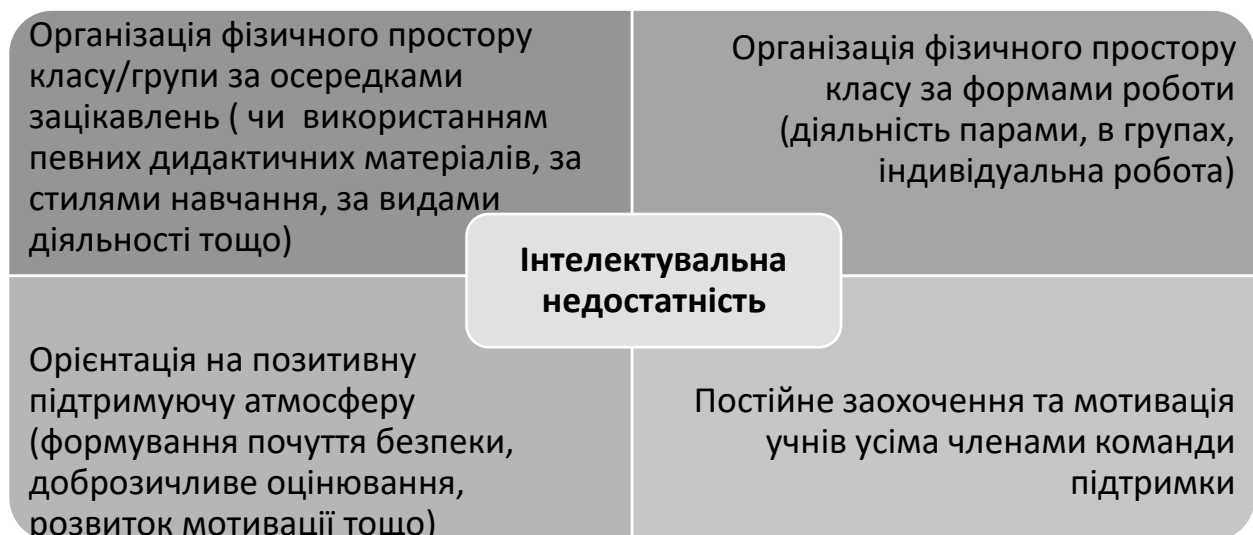 Організація фізичного простору
класу/групи за осередками
зацікавлень ( чи  використанням
певних дидактичних матеріалів, за
стилями навчання, за видами
діяльності тощо)
Організація фізичного простору
класу за формами роботи
(діяльність парами, в групах,
індивідуальна робота)
Інтелектувальна
недостатність
Орієнтація на позитивну
підтримуючу атмосферу
(формування почуття безпеки,
доброзичливе оцінювання,
розвиток мотивації тощо)
Постійне заохочення та мотивація
учнів усіма членами команди
підтримки